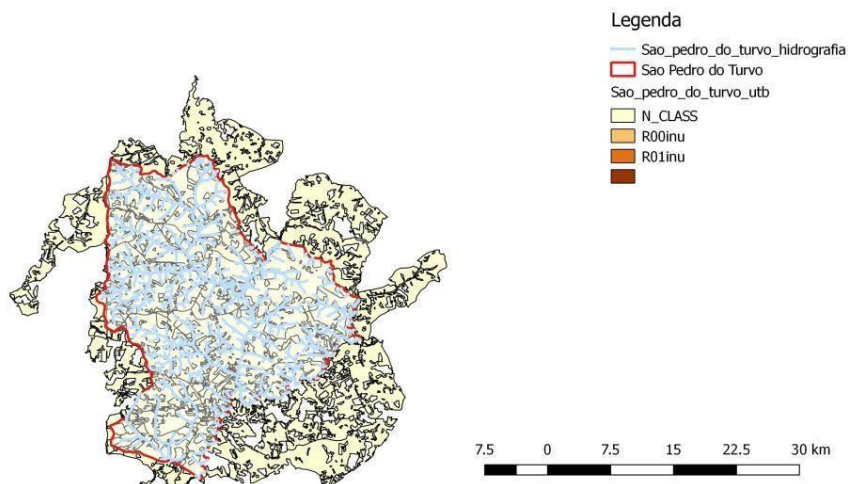 Legenda
Sao_pedro_do_turvo_hidrografia
Sao Pedro do Turvo
Sao_pedro_do_turvo_utb
N_CLASS
R00inu
R01inu
7.5 0 7.5 15 22.5 30 km